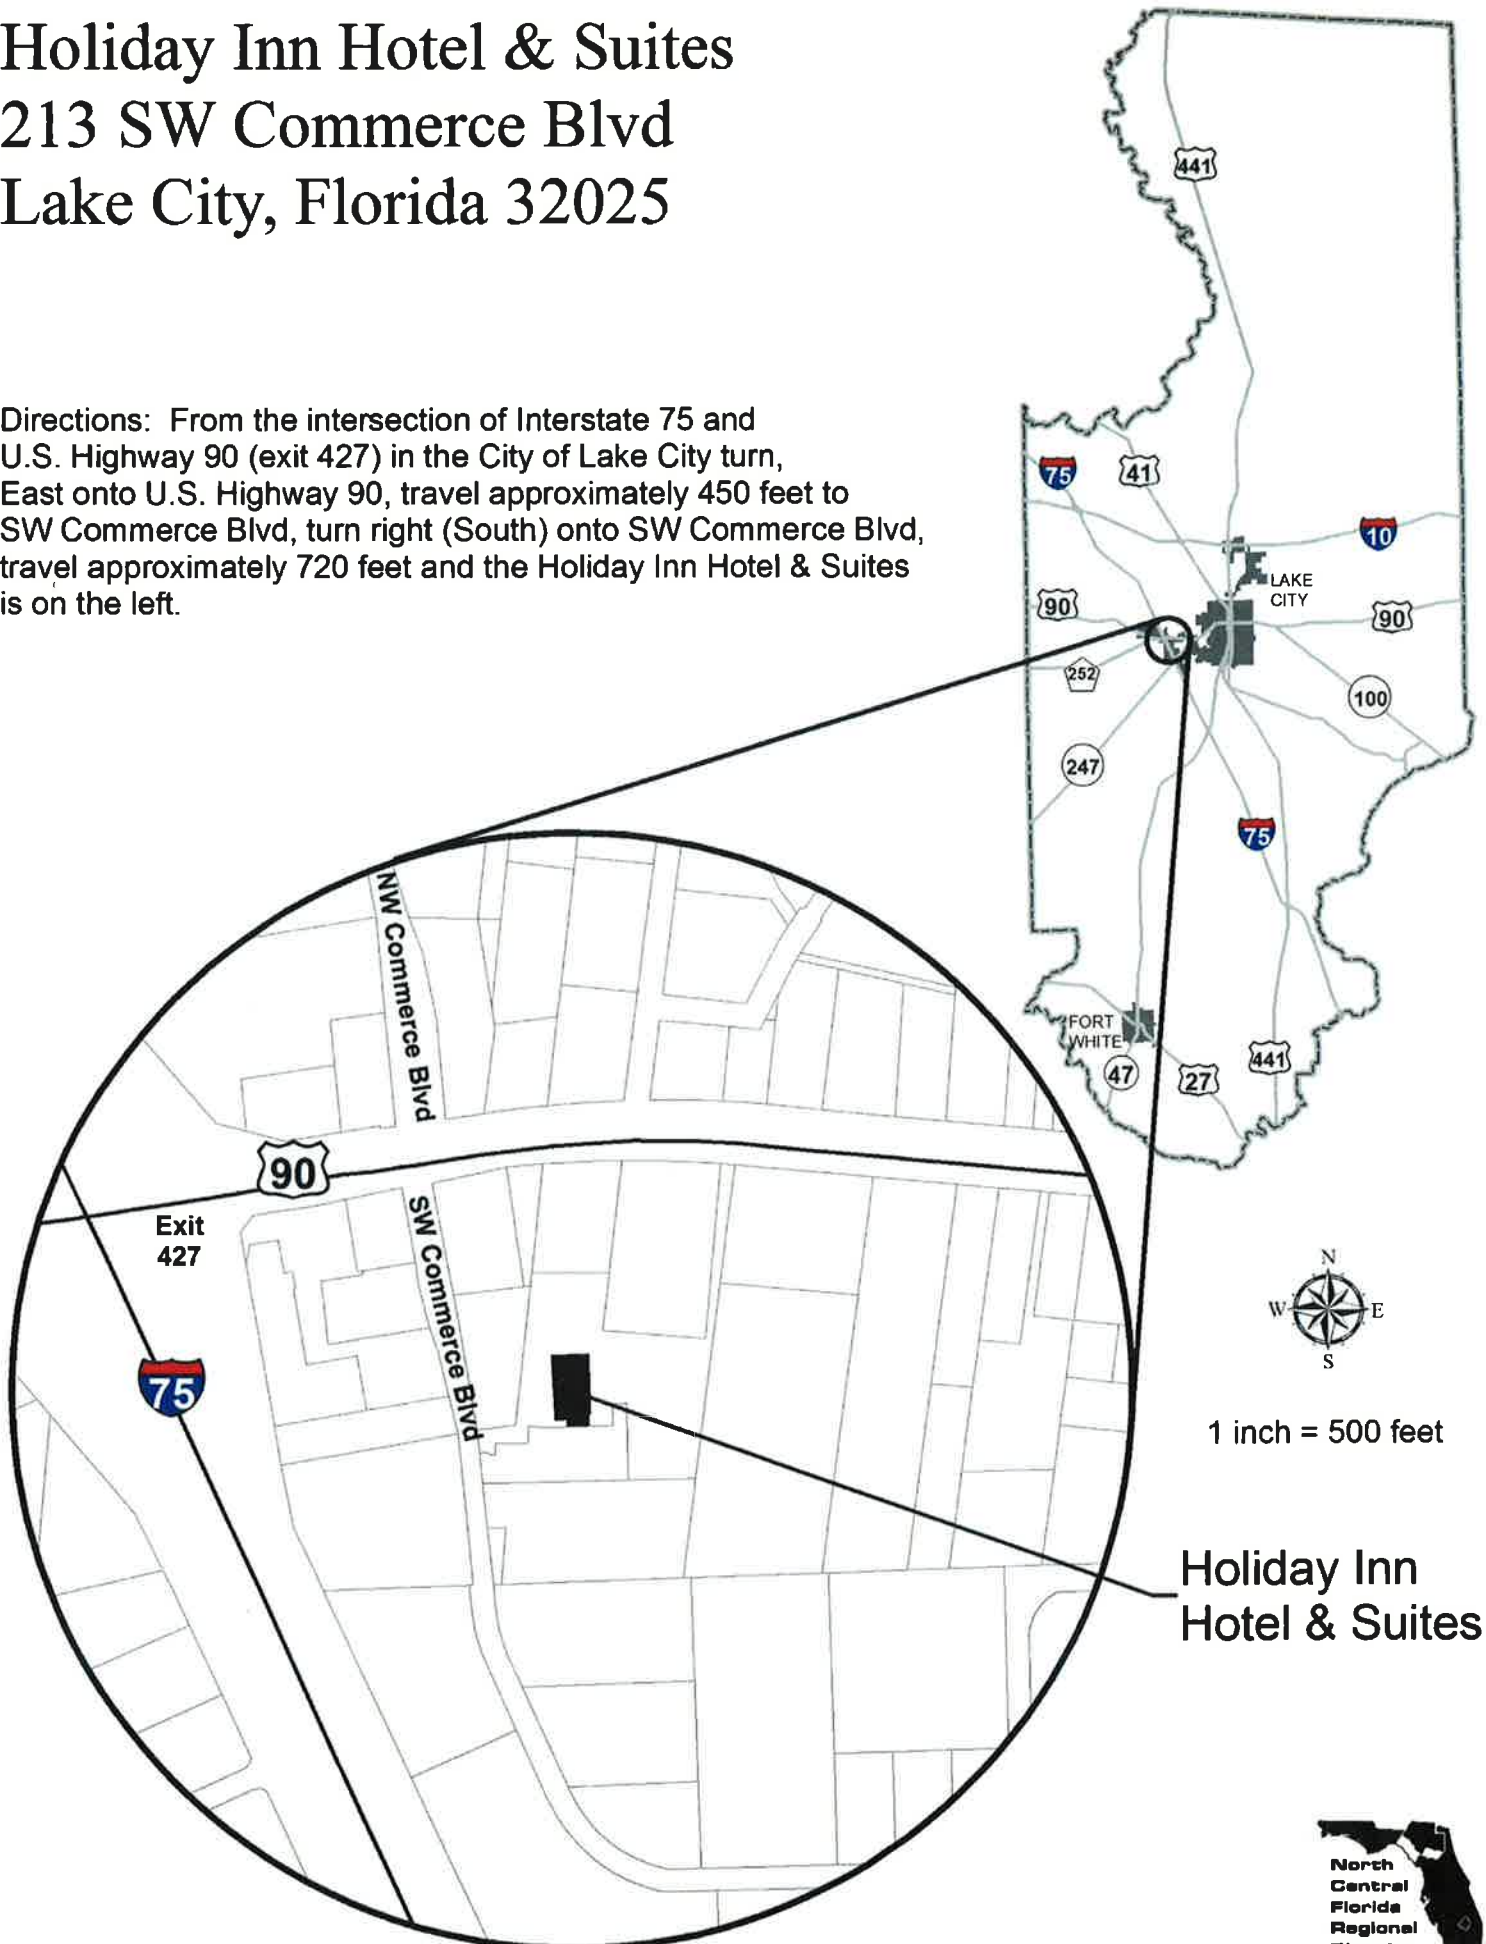 Holiday Inn Hotel & Suites
213 SW Commerce Blvd
Lake City, Florida 32025
Directions: From the intersection of Interstate 75 and
U.S. Highway 90 (exit 427) in the City of Lake City turn,
East onto U.S. Highway 90, travel approximately 450 feet to
SW Commerce Blvd, turn right (South) onto SW Commerce Blvd,
travel approximately 720 feet and the Holiday Inn Hotel & Suites
is on the left.
441
75
41
10
LAKE
CITY
90
90
252
100
247
75
FORT
WHITE
47
27
441
NW Commerce Blvd
90
Exit
427
SW Commerce Blvd
75
N
W
E
S
1 inch = 500 feet
Holiday Inn
Hotel & Suites
North
Central
Florida
Regional